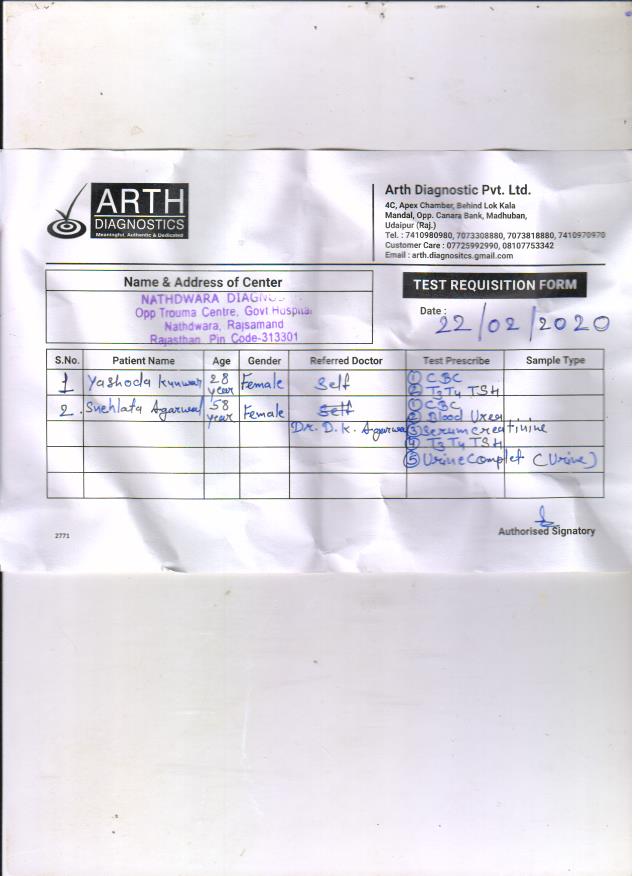 ARTH
DIAGNOSTICS
Meaningful, Authentic & Dedicated
Arth Diagnostic Pvt. Ltd.
4C, Apex Chamber, Behind Lok Kala
Mandal, Opp. Canara Bank, Madhuban,
Udaipur (Raj.)
Tel. : 7410980980, 7073308880, 7073818880, 7410970970
Customer Care : 07725992990, 08107753342
Email : arth.diagnositcs.gmail.com
Name & Address of Center
NATHDWARA
Opp Trouma Centre, Govt Hospital
Nathdwara, Rajsamand
Rajasthan Pin Code-313301
TEST REQUISITION FORM
Date :
22/02/2020
S.No. Patient Name Age Gender Referred Doctor Test Prescribe Sample Type
1 Yashoda Kunwar 28 year Female Self ① CBC
② T3 T4 TSH
2. Snehlata Agarwal 58 year Female Self ① CBC
② Blood Urea
Dr. D. K. Agarwal ③ Serum creatinine
④ T3 T4 TSH
⑤ Urine Complet (Urine)
2771
Authorised Signatory